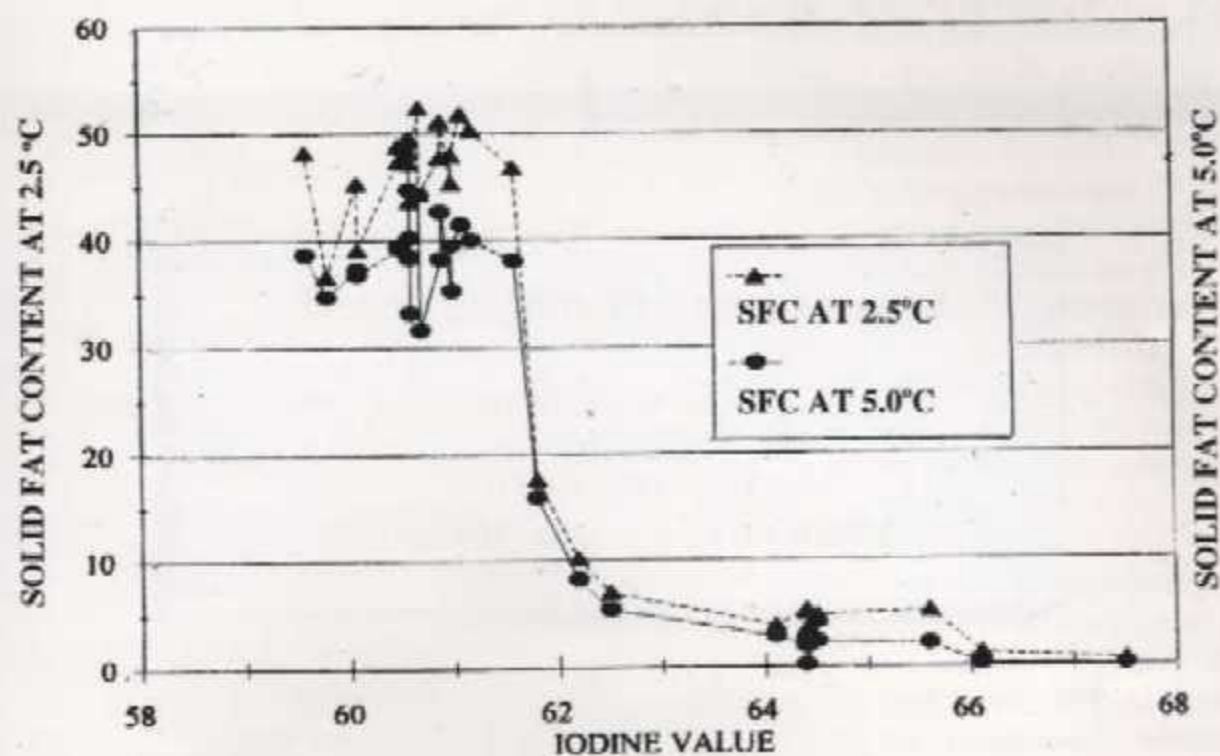 60
50
40
30
20
10
0
SOLID FAT CONTENT AT 2.5 °C
SFC AT 2.5°C
SFC AT 5.0°C
SOLID FAT CONTENT AT 5.0°C
58
60
62
64
66
68
IODINE VALUE